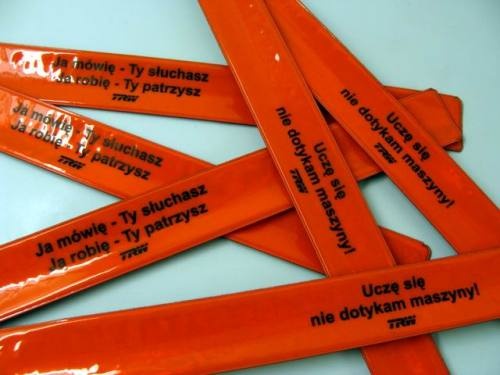 Ja mówię - Ty słuchasz
Ja robię - Ty patrzysz
TRW
Ja mówię - Ty słuchasz
Ja robię - Ty patrzysz
TRW
Ja mówię - Ty słuchasz
Ja robię - Ty patrzysz
TRW
Uczę się
nie dotykam maszyny!
TRW
Uczę się
nie dotykam maszyny!
TRW
Uczę się
nie dotykam maszyny!
TRW